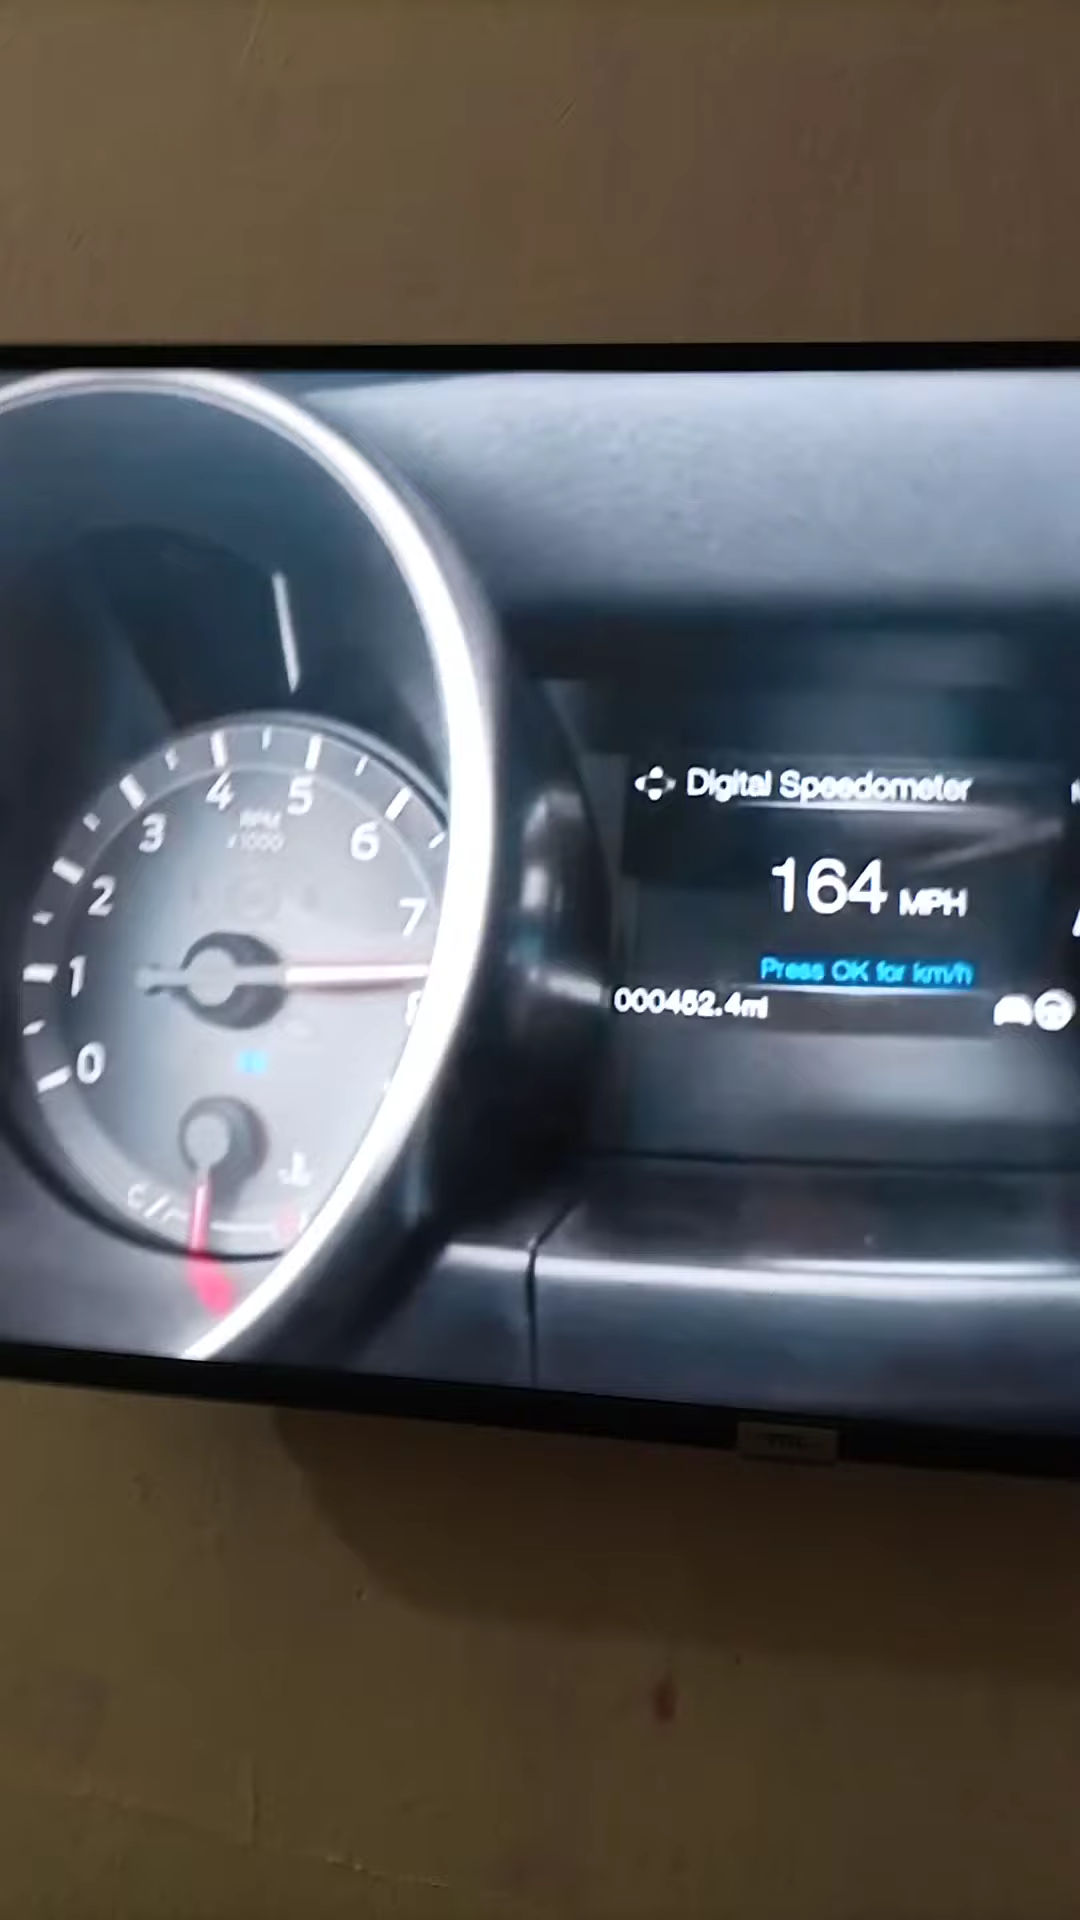 4 5
RPM
x1000
3 6
2 7
1
8
0
C
Digital Speedometer
164 MPH
Press OK for km/h
000452.4mi